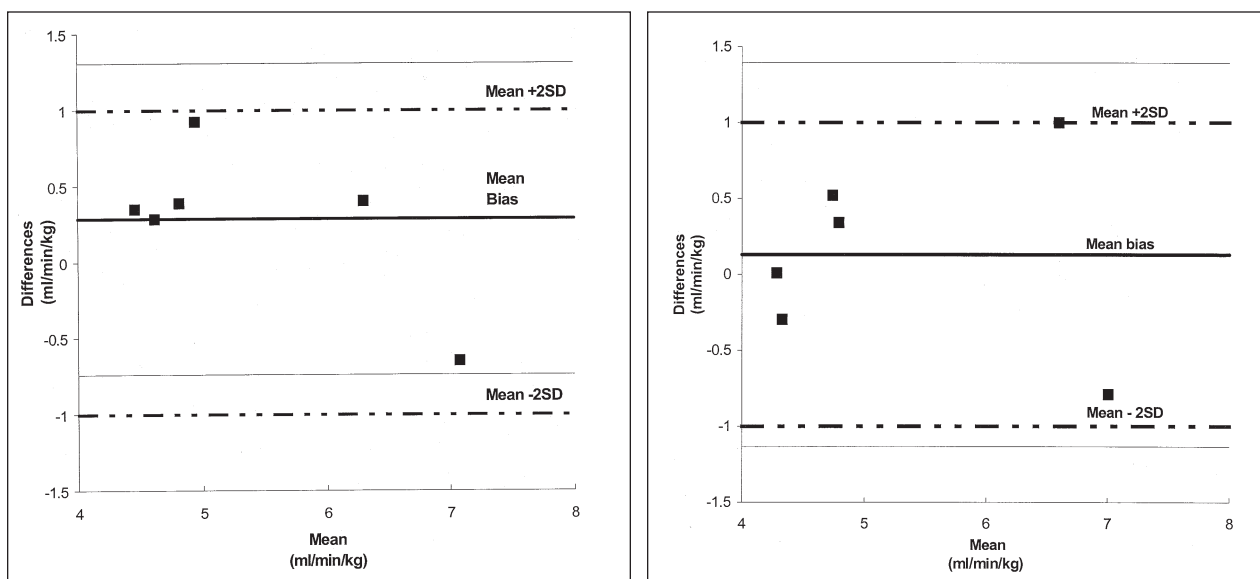 1.5
Mean +2SD
1
Mean
Bias
0.5
0
Differences
(ml/min/kg)
-0.5
Mean -2SD
-1
-1.5
4 5 6 7 8
Mean
(ml/min/kg)
1.5
Mean +2SD
1
0.5
Mean bias
0
Differences
(ml/min/kg)
-0.5
Mean - 2SD
-1
-1.5
4 5 6 7 8
Mean
(ml/min/kg)